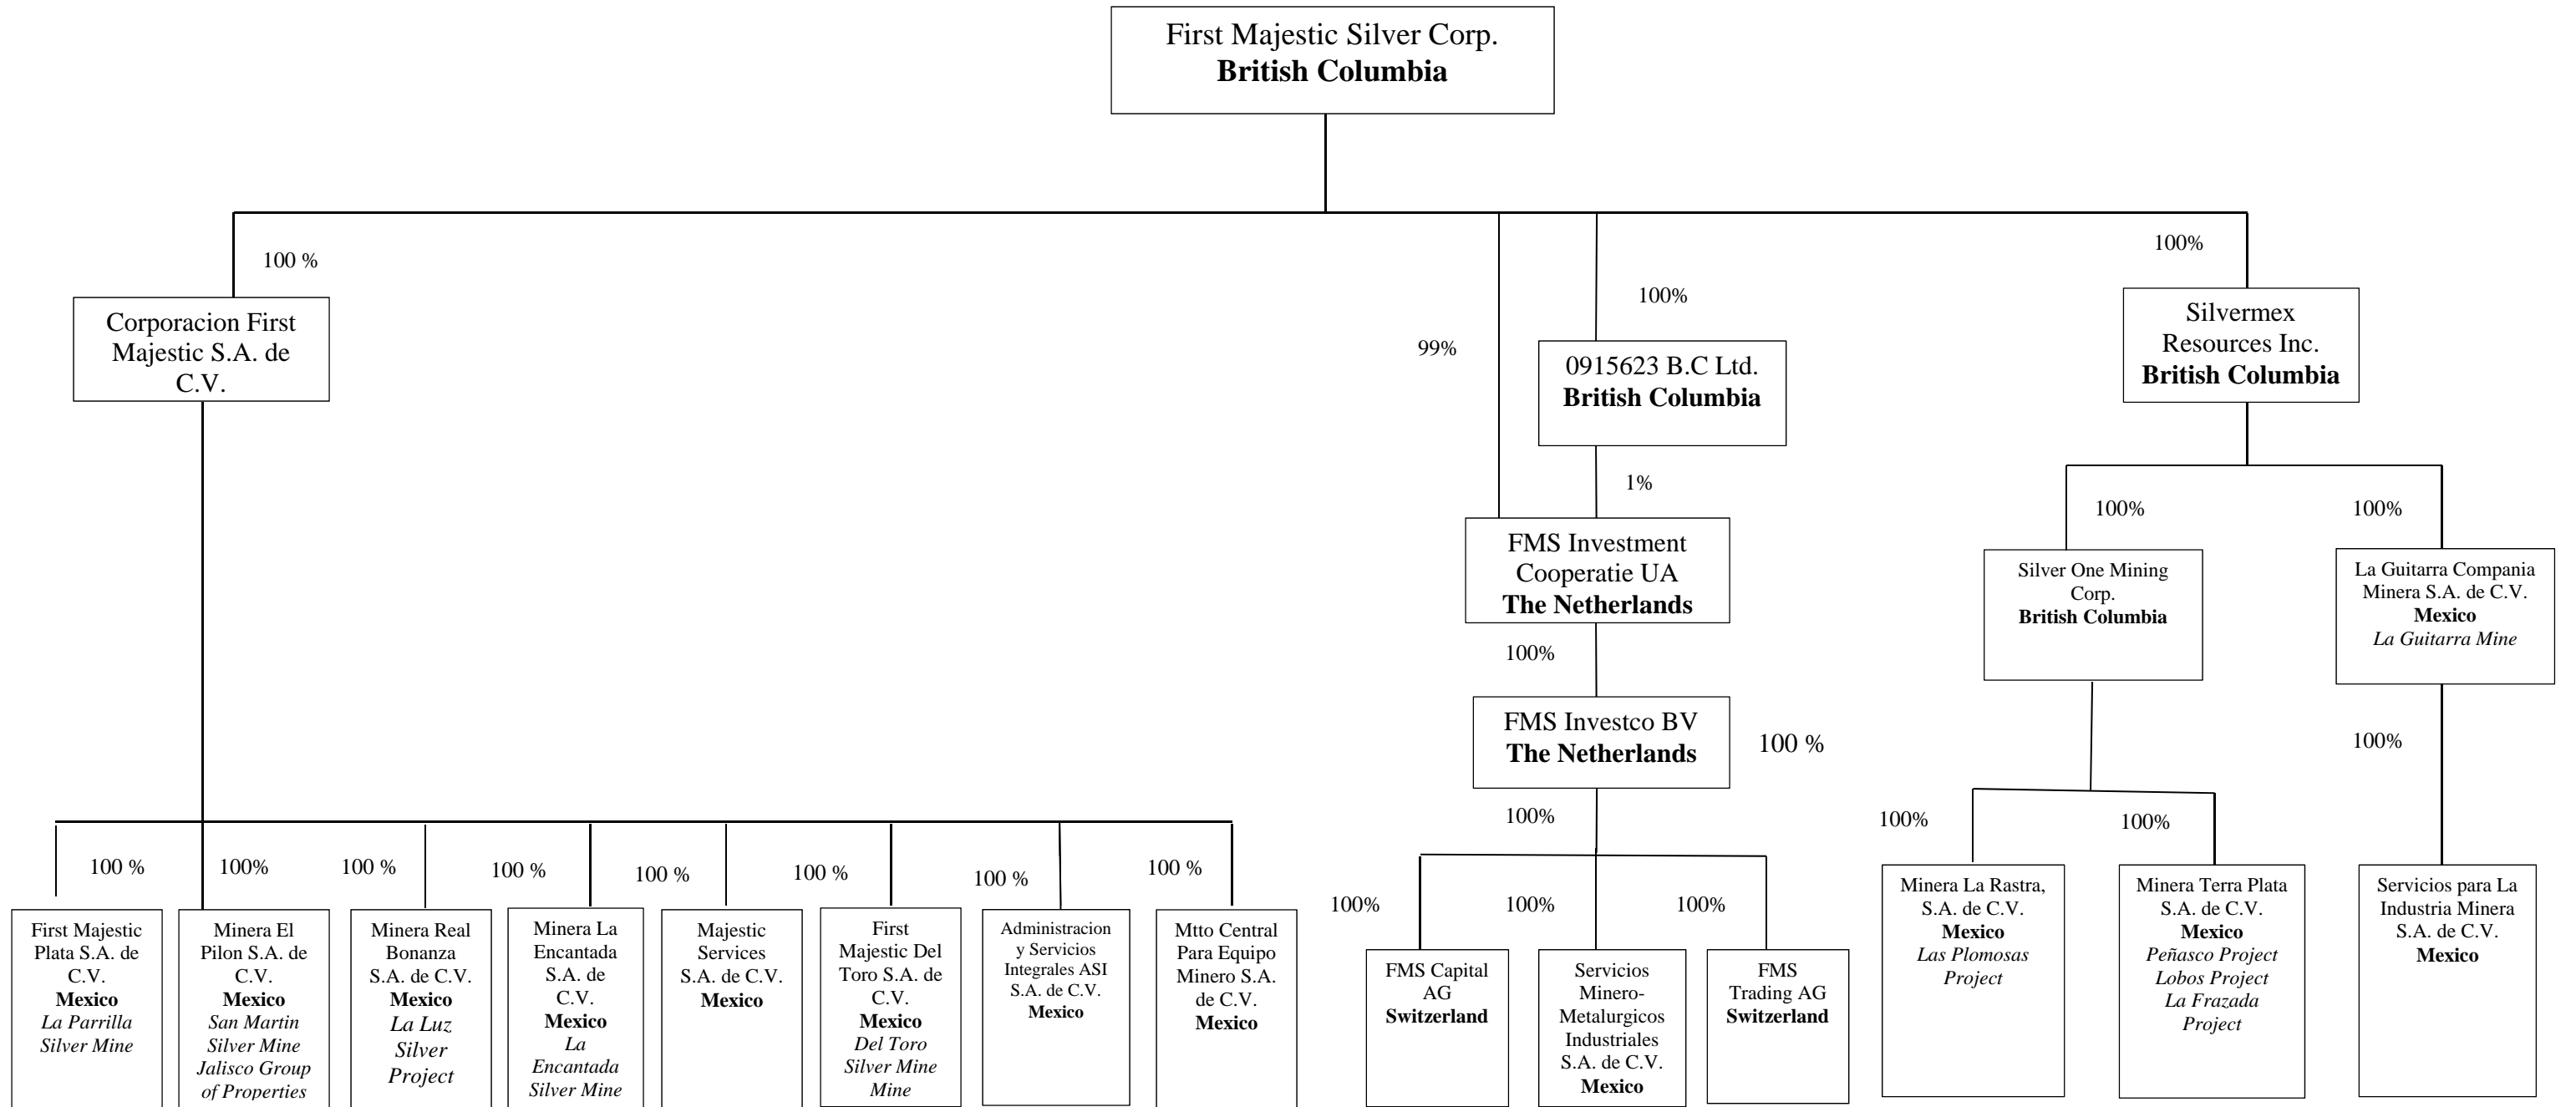 First Majestic Silver Corp.
British Columbia
100 %
100%
100%
99%
Corporacion First
Majestic S.A. de
C.V.
0915623 B.C Ltd.
British Columbia
Silvermex
Resources Inc.
British Columbia
1%
100%
100%
FMS Investment
Cooperatie UA
The Netherlands
Silver One Mining
Corp.
British Columbia
La Guitarra Compania
Minera S.A. de C.V.
Mexico
La Guitarra Mine
100%
FMS Investco BV
The Netherlands
100 %
100%
100%
100%
100%
100 %
100%
100 %
100 %
100 %
100 %
100 %
100 %
100%
100%
100%
First Majestic
Plata S.A. de
C.V.
Mexico
La Parrilla
Silver Mine
Minera El
Pilon S.A. de
C.V.
Mexico
San Martin
Silver Mine
Jalisco Group
of Properties
Minera Real
Bonanza
S.A. de C.V.
Mexico
La Luz
Silver
Project
Minera La
Encantada
S.A. de
C.V.
Mexico
La
Encantada
Silver Mine
Majestic
Services
S.A. de C.V.
Mexico
First
Majestic Del
Toro S.A. de
C.V.
Mexico
Del Toro
Silver Mine
Mine
Administracion
y Servicios
Integrales ASI
S.A. de C.V.
Mexico
Mtto Central
Para Equipo
Minero S.A.
de C.V.
Mexico
FMS Capital
AG
Switzerland
Servicios
Minero-
Metalurgicos
Industriales
S.A. de C.V.
Mexico
FMS
Trading AG
Switzerland
Minera La Rastra,
S.A. de C.V.
Mexico
Las Plomosas
Project
Minera Terra Plata
S.A. de C.V.
Mexico
Peñasco Project
Lobos Project
La Frazada
Project
Servicios para La
Industria Minera
S.A. de C.V.
Mexico